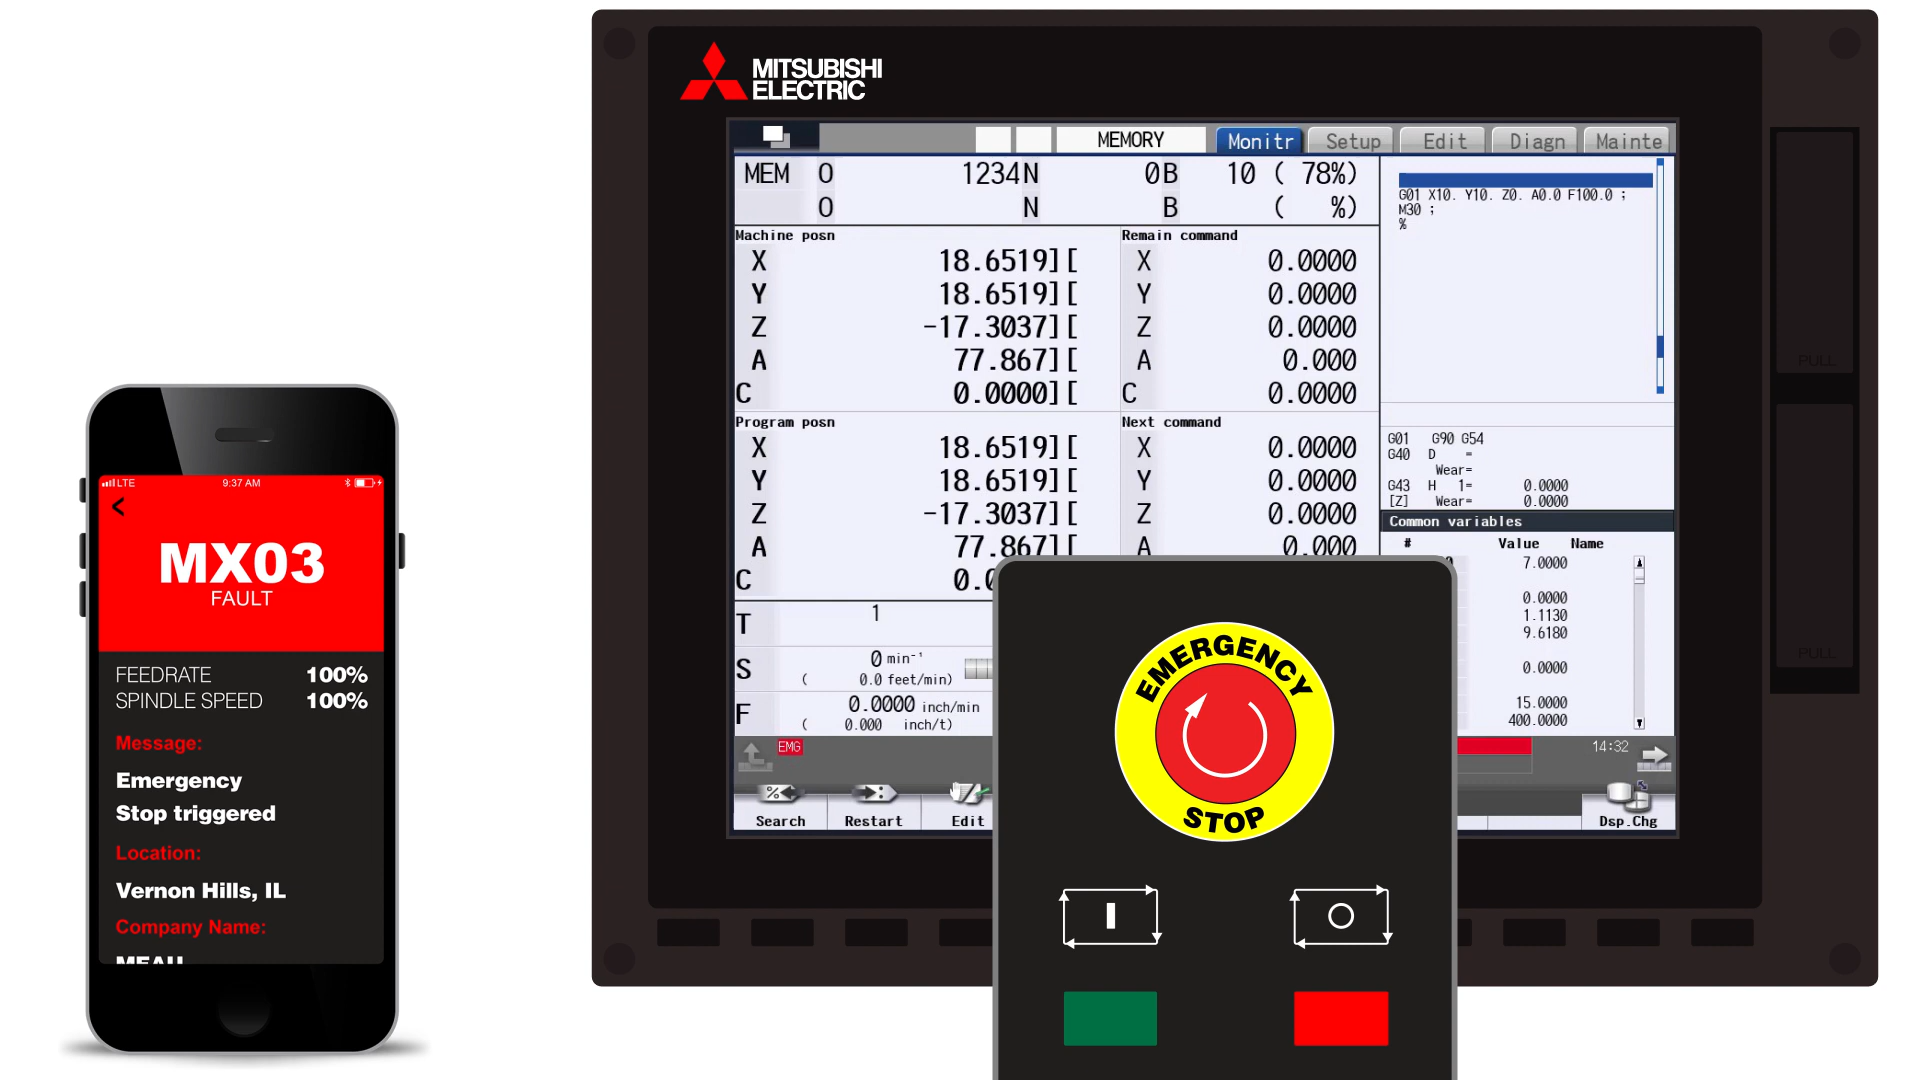 MITSUBISHI
ELECTRIC
MEMORY Monitr Setup Edit Diagn Mainte
MEM O 1234N 0B 10 ( 78%)
O N B ( %)
Machine posn
X 18.6519][
Y 18.6519][
Z -17.3037][
A 77.867][
C 0.0000][
Remain command
X 0.0000
Y 0.0000
Z 0.0000
A 0.000
C 0.0000
Program posn
X 18.6519][
Y 18.6519][
Z -17.3037][
A 77.867][
C 0.0
Next command
X 0.0000
Y 0.0000
Z 0.0000
A 0.000
T 1
S 0 min⁻¹
( 0.0 feet/min)
F 0.0000 inch/min
( 0.000 inch/t)
G01 X10. Y10. Z0. A0.0 F100.0 ;
M30 ;
%
G01 G90 G54
G40 D =
Wear=
G43 H 1= 0.0000
[Z] Wear= 0.0000
Common variables
# Value Name
7.0000
0.0000
1.1130
9.6180
0.0000
15.0000
400.0000
EMG 14:32
Search Restart Edit Dsp.Chg
PULL
PULL
EMERGENCY
STOP
LTE 9:37 AM
<
MX03
FAULT
FEEDRATE 100%
SPINDLE SPEED 100%
Message:
Emergency
Stop triggered
Location:
Vernon Hills, IL
Company Name:
MEAU